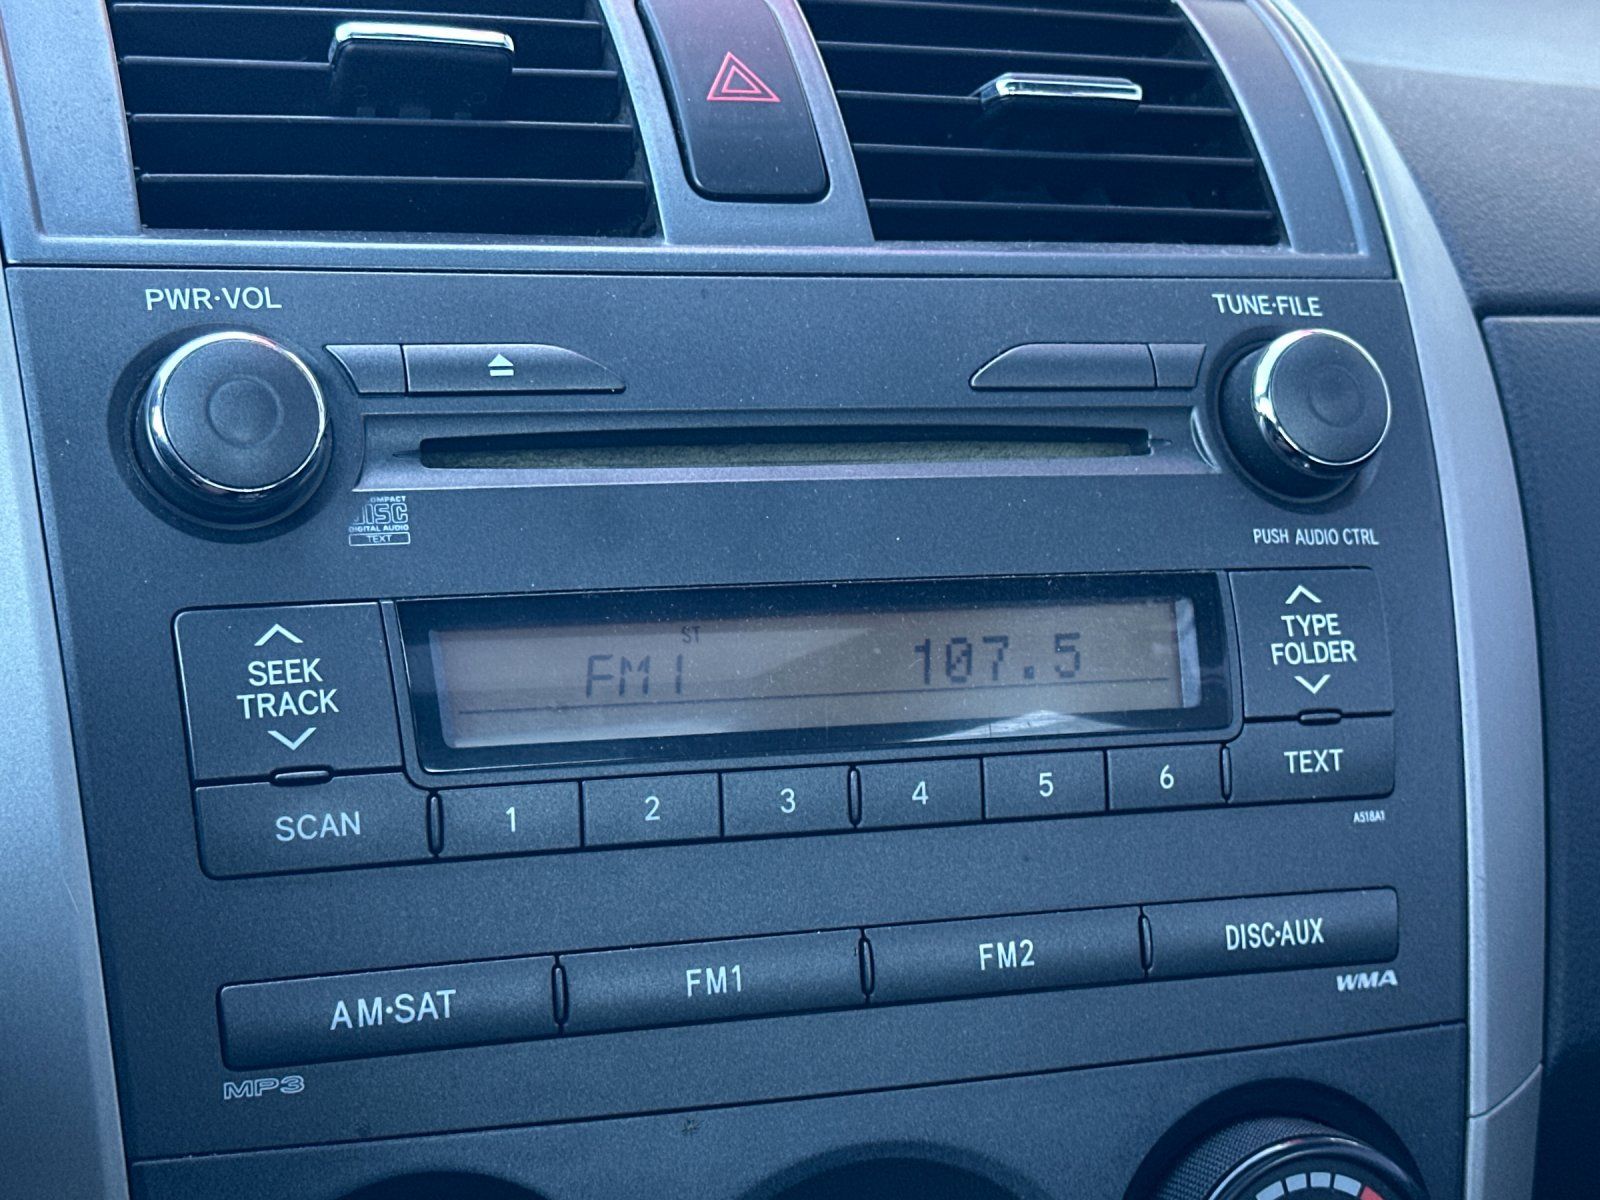 PWR·VOL
TUNE·FILE
COMPACT
DISC
DIGITAL AUDIO
TEXT
PUSH AUDIO CTRL
SEEK
TRACK
ST
FM1 107.5
TYPE
FOLDER
SCAN
1 2 3 4 5 6
TEXT
A518A1
AM·SAT FM1 FM2 DISC·AUX
MP3
WMA